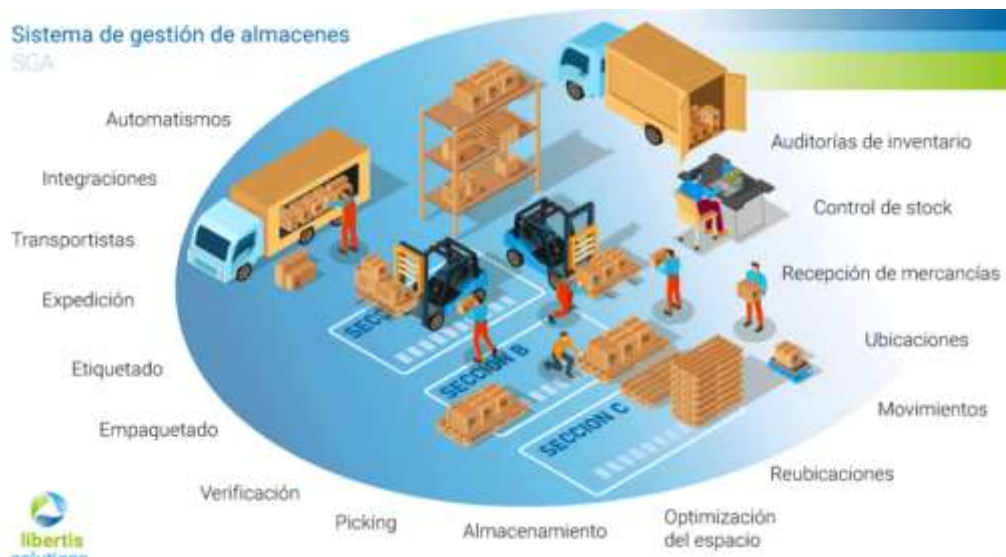 Sistema de gestión de almacenes
SGA
Automatismos
Integraciones
Transportistas
Expedición
Etiquetado
Empaquetado
Verificación
Picking
Almacenamiento
Optimización
del espacio
Reubicaciones
Movimientos
Ubicaciones
Recepción de mercancías
Control de stock
Auditorías de inventario
SECCION B
SECCION C
libertis
solutions